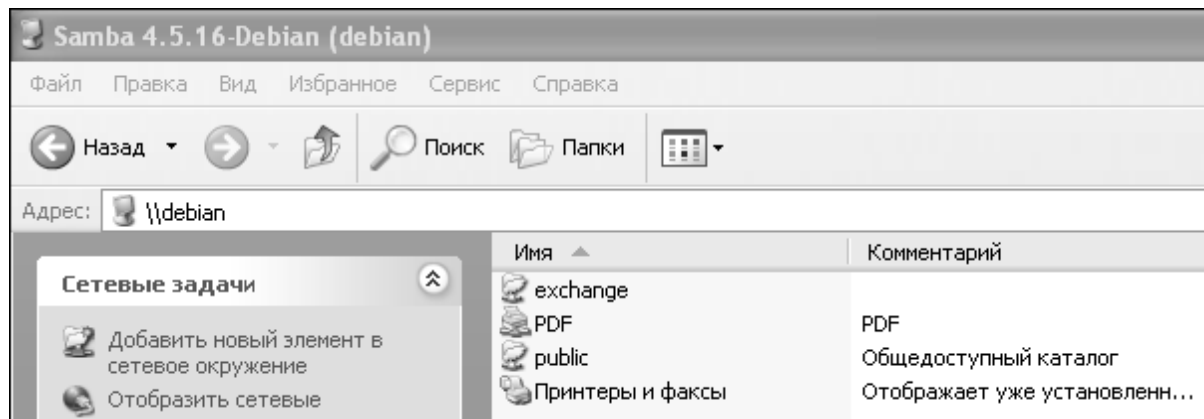 Samba 4.5.16-Debian (debian)
Файл Правка Вид Избранное Сервис Справка
Назад Поиск Папки
Адрес: \\debian
Имя Комментарий
Сетевые задачи
exchange
PDF PDF
Добавить новый элемент в
сетевое окружение
public Общедоступный каталог
Отобразить сетевые
Принтеры и факсы Отображает уже установленн...